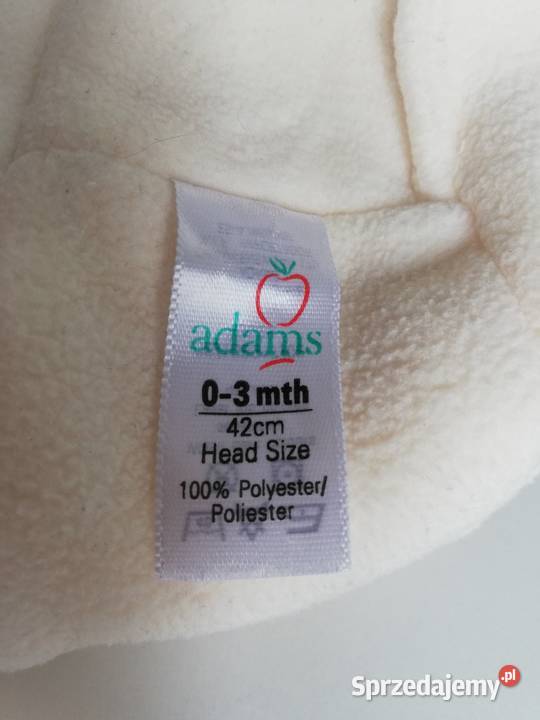 adams
0-3 mth
42cm
Head Size
100% Polyester/
Poliester
Sprzedajemy.pl